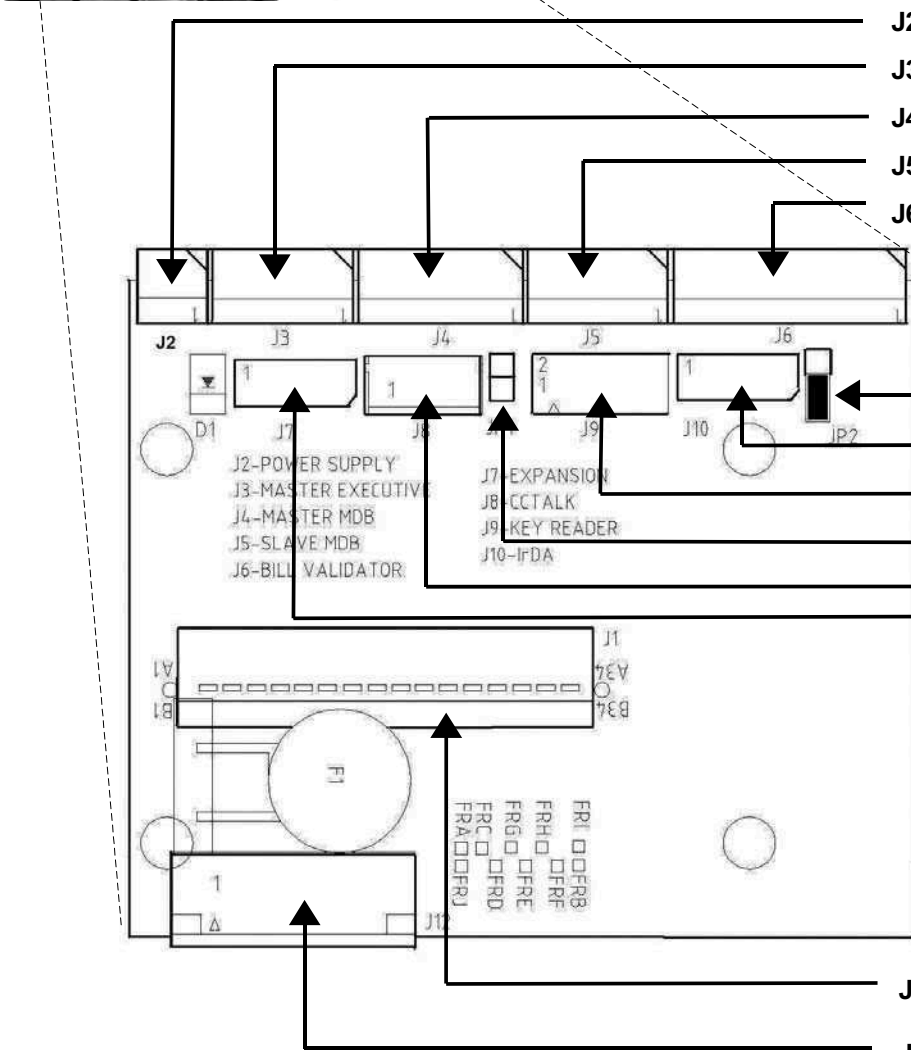 J2
J3
J4
J5
J6
1
1
1
1
1
J2
J3
J4
J5
J6
1
1
2
1
1
D1
J7
J8
J9
J10
JP2
J2-POWER SUPPLY
J3-MASTER EXECUTIVE
J4-MASTER MDB
J5-SLAVE MDB
J6-BILL VALIDATOR
J7-EXPANSION
J8-CCTALK
J9-KEY READER
J10-IrDA
J1
A1
A34
B1
B34
F1
FRA
FRC
FRG
FRH
FRI
FRJ
FRD
FRE
FRF
FRB
1
J12
J